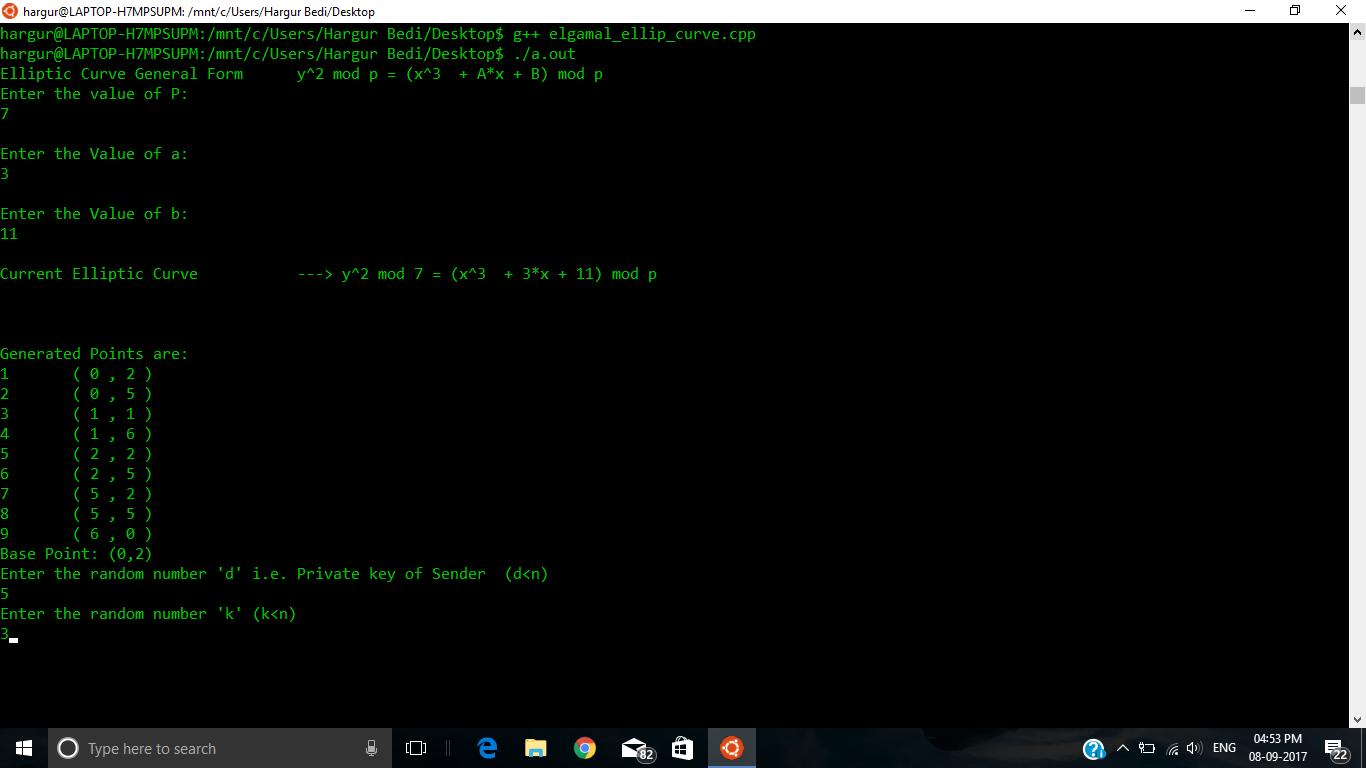 hargur@LAPTOP-H7MPSUPM: /mnt/c/Users/Hargur Bedi/Desktop
hargur@LAPTOP-H7MPSUPM:/mnt/c/Users/Hargur Bedi/Desktop$ g++ elgamal_ellip_curve.cpp
hargur@LAPTOP-H7MPSUPM:/mnt/c/Users/Hargur Bedi/Desktop$ ./a.out
Elliptic Curve General Form      y^2 mod p = (x^3  + A*x + B) mod p
Enter the value of P:
7
Enter the Value of a:
3
Enter the Value of b:
11
Current Elliptic Curve           ---> y^2 mod 7 = (x^3  + 3*x + 11) mod p
Generated Points are:
1       ( 0 , 2 )
2       ( 0 , 5 )
3       ( 1 , 1 )
4       ( 1 , 6 )
5       ( 2 , 2 )
6       ( 2 , 5 )
7       ( 5 , 2 )
8       ( 5 , 5 )
9       ( 6 , 0 )
Base Point: (0,2)
Enter the random number 'd' i.e. Private key of Sender  (d<n)
5
Enter the random number 'k' (k<n)
3
Type here to search
82
ENG
04:53 PM
08-09-2017
22